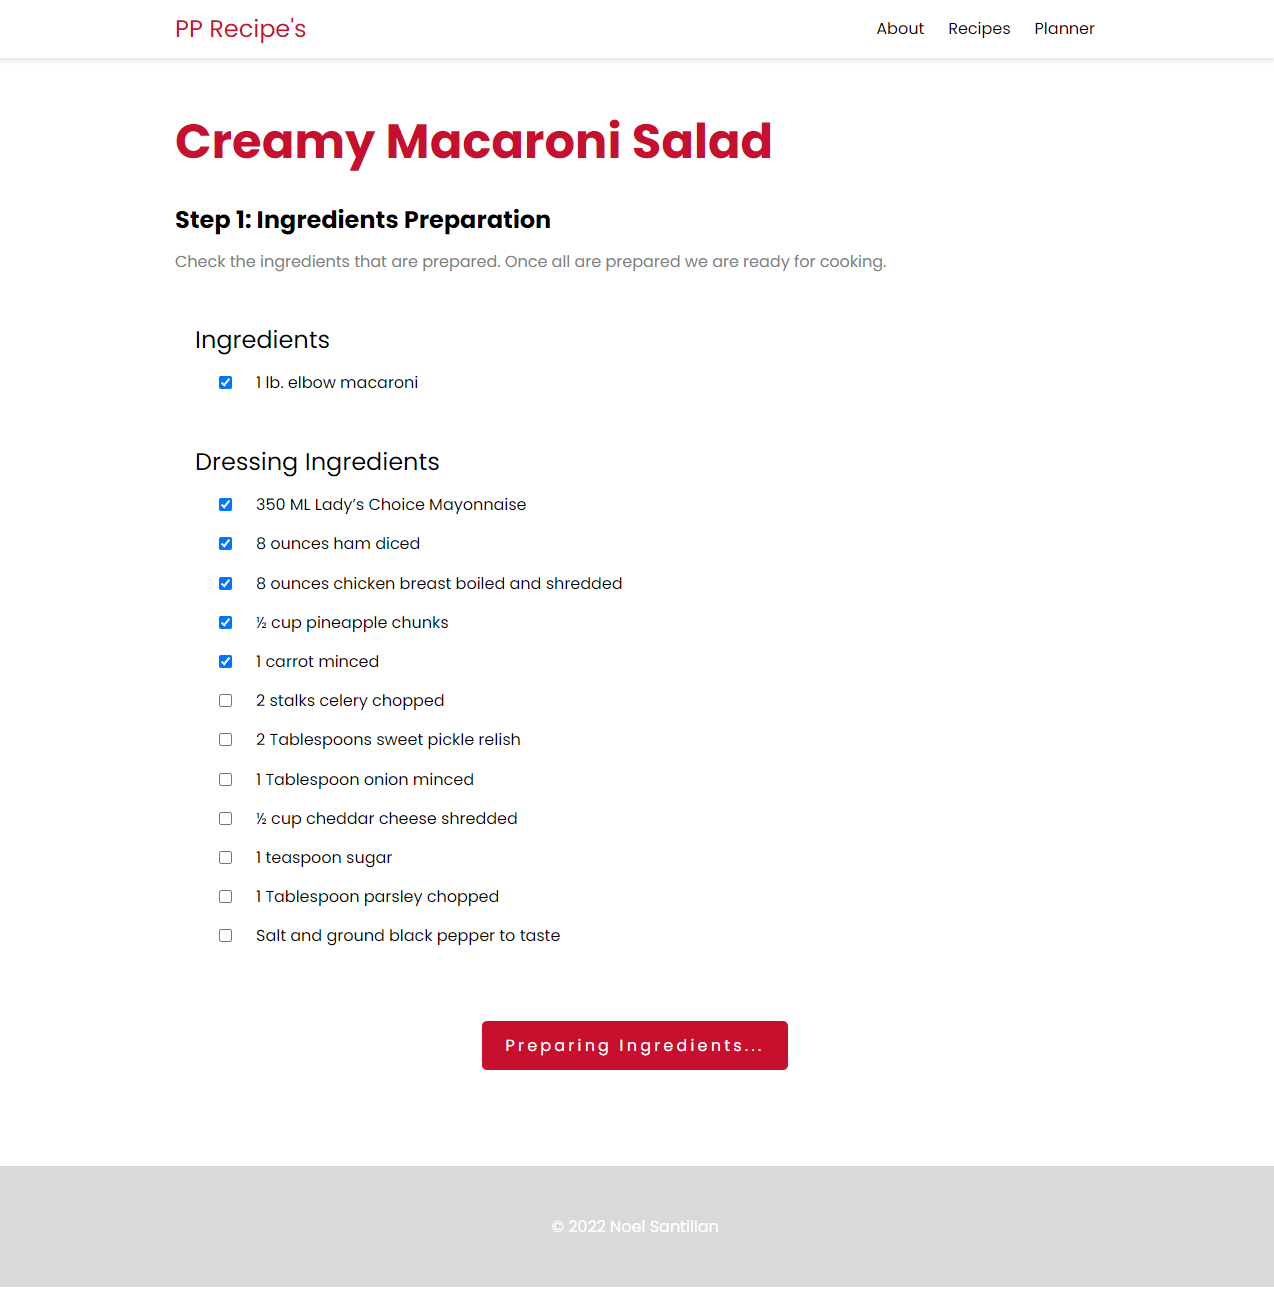 PP Recipe's
About Recipes Planner
Creamy Macaroni Salad
Step 1: Ingredients Preparation
Check the ingredients that are prepared. Once all are prepared we are ready for cooking.
Ingredients
1 lb. elbow macaroni
Dressing Ingredients
350 ML Lady’s Choice Mayonnaise
8 ounces ham diced
8 ounces chicken breast boiled and shredded
½ cup pineapple chunks
1 carrot minced
2 stalks celery chopped
2 Tablespoons sweet pickle relish
1 Tablespoon onion minced
½ cup cheddar cheese shredded
1 teaspoon sugar
1 Tablespoon parsley chopped
Salt and ground black pepper to taste
Preparing Ingredients...
© 2022 Noel Santillan